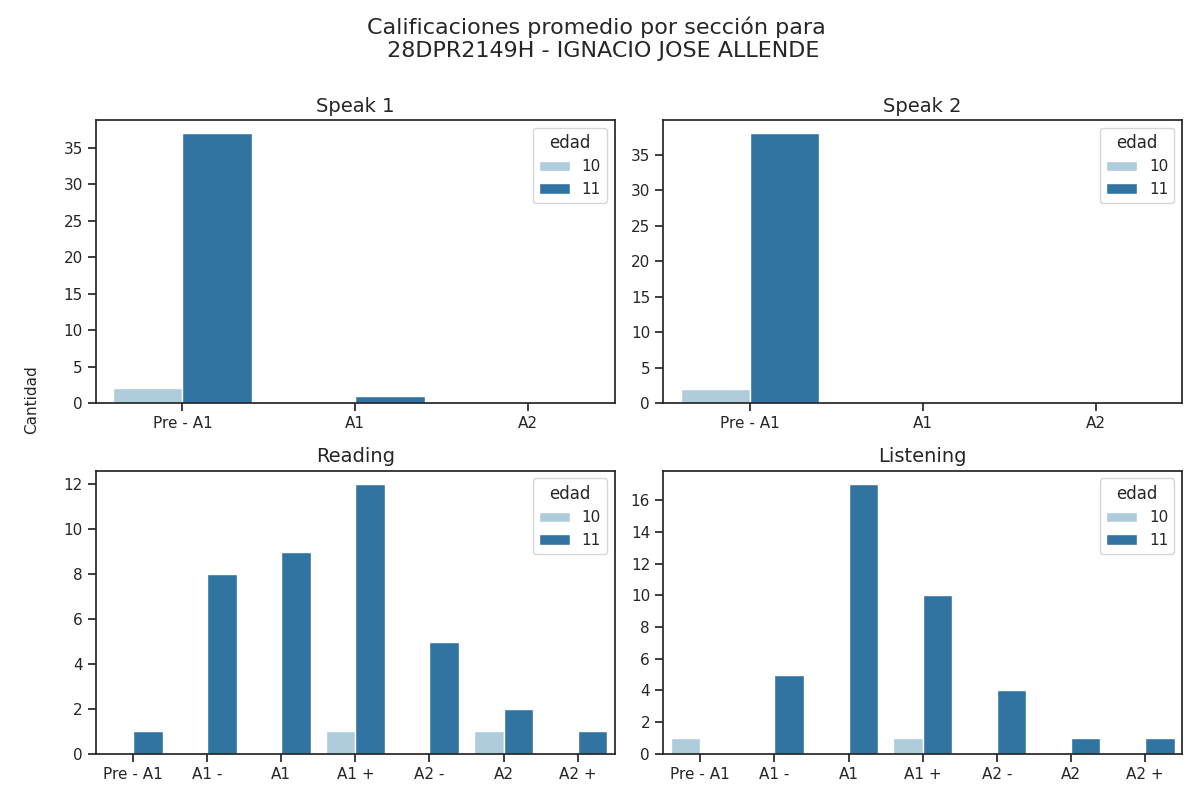 Calificaciones promedio por sección para
28DPR2149H - IGNACIO JOSE ALLENDE
Speak 1
35
30
25
20
15
10
5
0
Pre - A1 A1 A2
edad
10
11
Speak 2
35
30
25
20
15
10
5
0
Pre - A1 A1 A2
edad
10
11
Cantidad
Reading
12
10
8
6
4
2
0
Pre - A1 A1 - A1 A1 + A2 - A2 A2 +
edad
10
11
Listening
16
14
12
10
8
6
4
2
0
Pre - A1 A1 - A1 A1 + A2 - A2 A2 +
edad
10
11